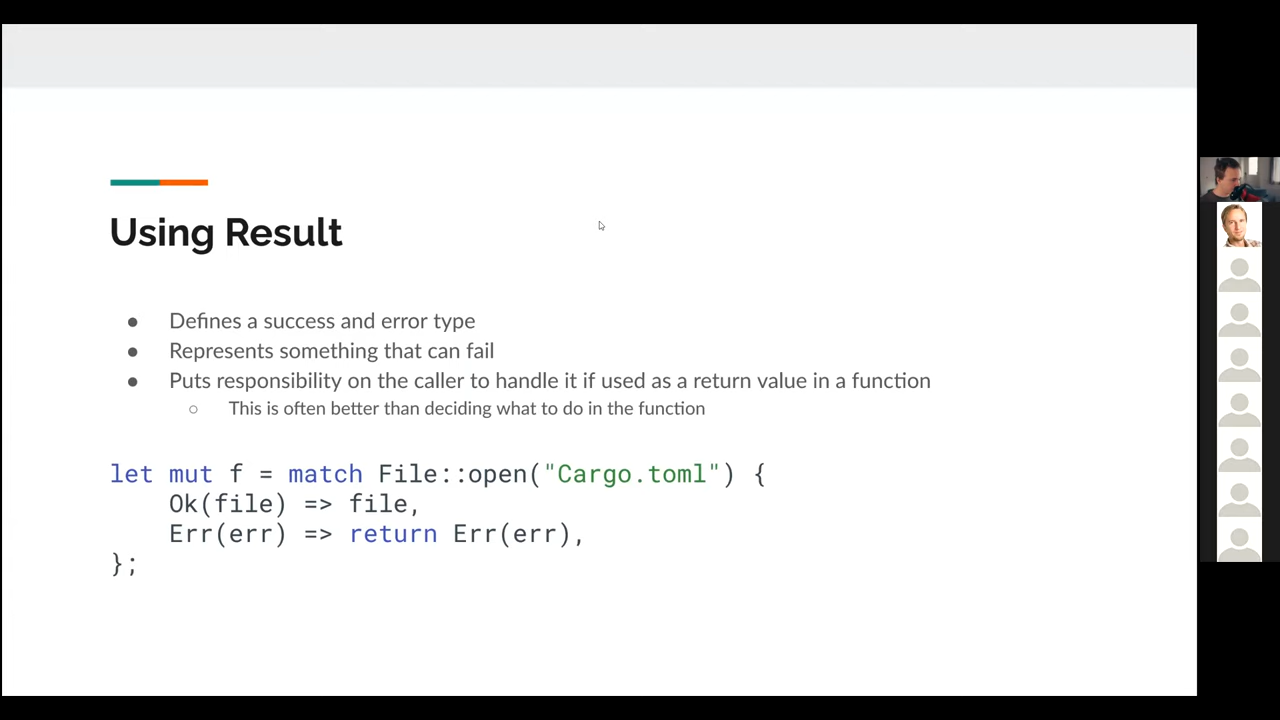 Using Result
● Defines a success and error type
● Represents something that can fail
● Puts responsibility on the caller to handle it if used as a return value in a function
○ This is often better than deciding what to do in the function
let mut f = match File::open("Cargo.toml") {
    Ok(file) => file,
    Err(err) => return Err(err),
};